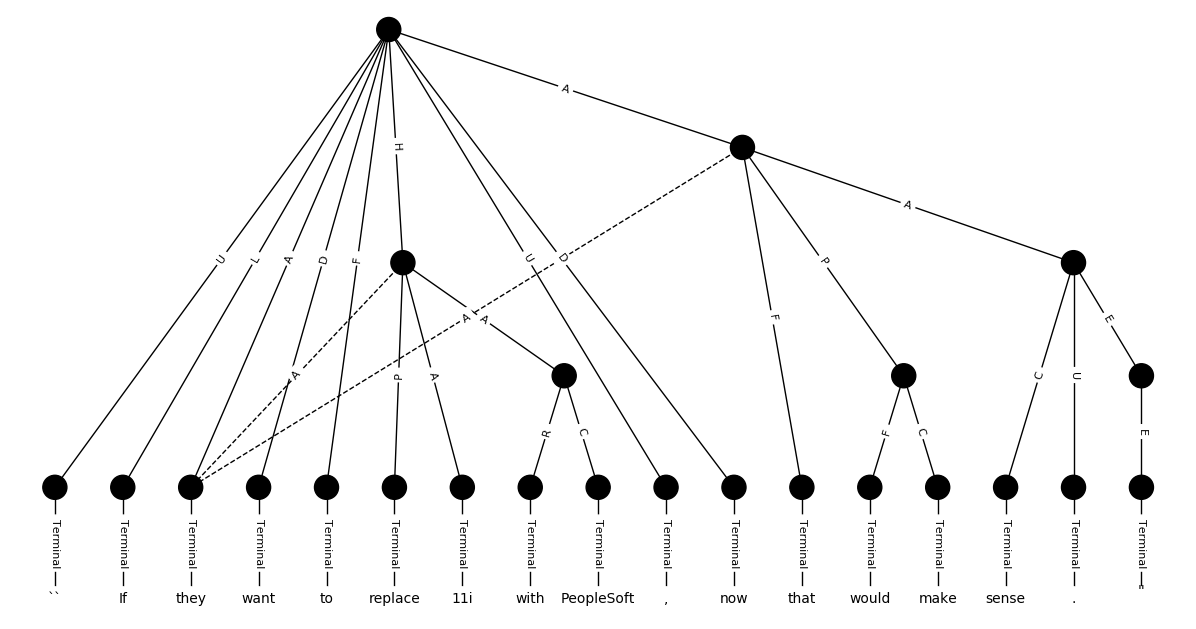 A
H
A
U
L
A
D
F
U
D
P
A
F
P
C
U
E
A
P
A
A
R
C
F
C
E
Terminal Terminal Terminal Terminal Terminal Terminal Terminal Terminal Terminal Terminal Terminal Terminal Terminal Terminal Terminal Terminal Terminal
`` If they want to replace 11i with PeopleSoft , now that would make sense . "